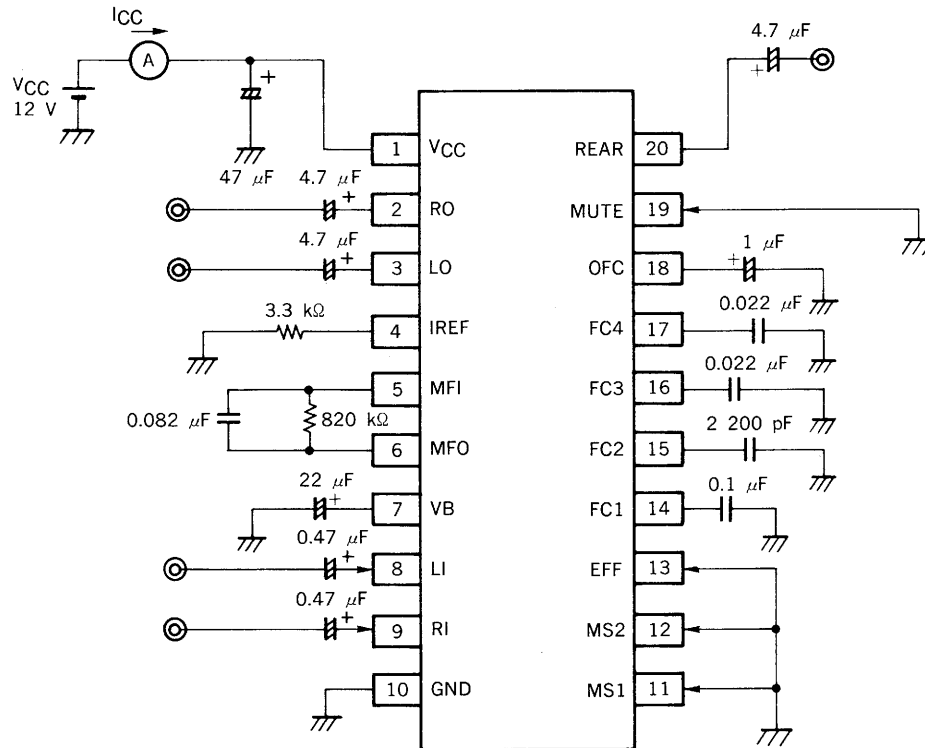 ICC
A
+
VCC
12 V
47 μF
4.7 μF
+
4.7 μF
+
3.3 kΩ
0.082 μF
820 kΩ
22 μF
+
0.47 μF
+
0.47 μF
+
1 VCC
2 RO
3 LO
4 IREF
5 MFI
6 MFO
7 VB
8 LI
9 RI
10 GND
REAR 20
MUTE 19
OFC 18
FC4 17
FC3 16
FC2 15
FC1 14
EFF 13
MS2 12
MS1 11
4.7 μF
+
1 μF
+
0.022 μF
0.022 μF
2 200 pF
0.1 μF